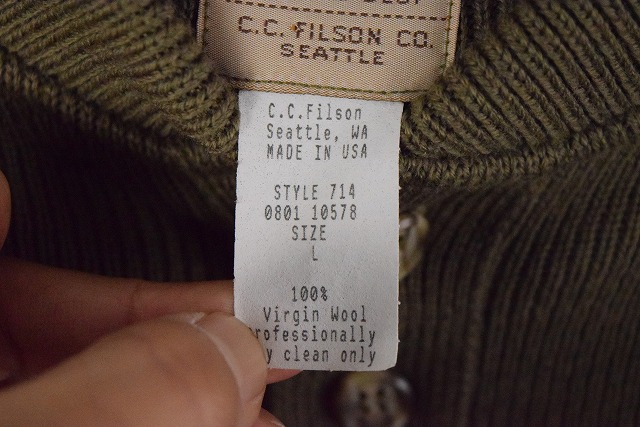 C.C. FILSON CO.
SEATTLE
C.C.Filson
Seattle, WA
MADE IN USA
STYLE 714
0801 10578
SIZE
L
100%
Virgin Wool
rofessionally
y clean only